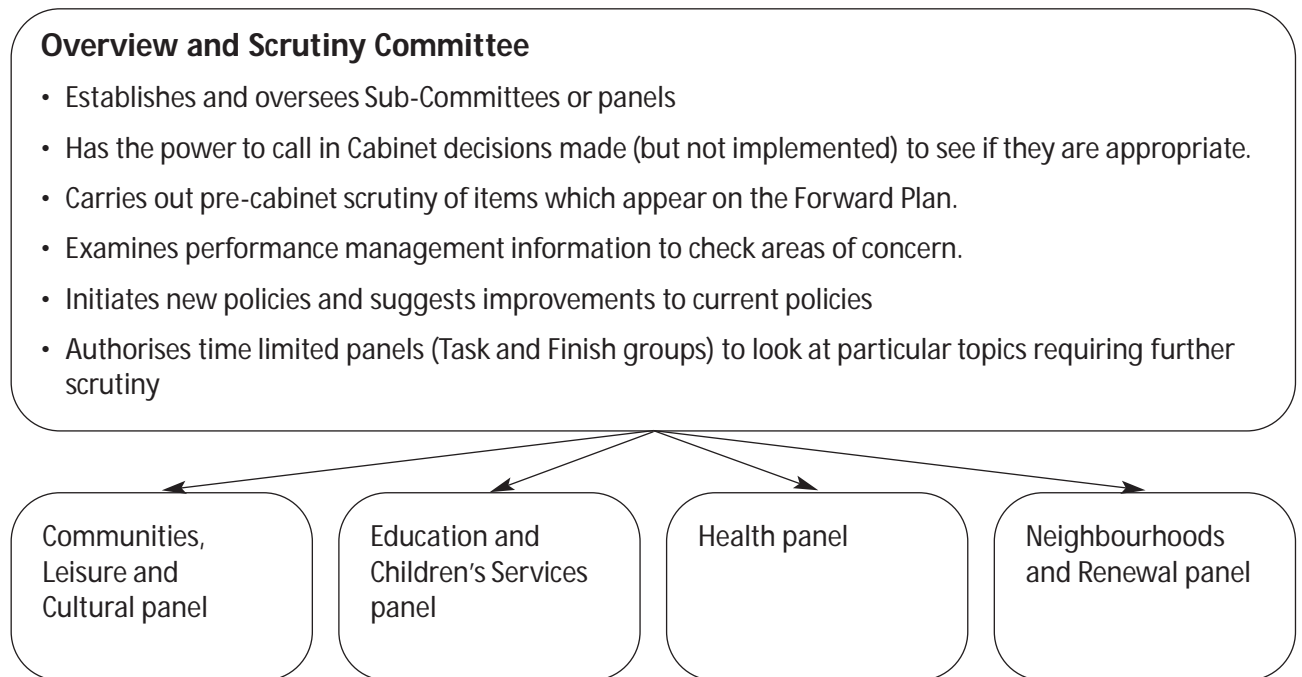 Overview and Scrutiny Committee
• Establishes and oversees Sub-Committees or panels
• Has the power to call in Cabinet decisions made (but not implemented) to see if they are appropriate.
• Carries out pre-cabinet scrutiny of items which appear on the Forward Plan.
• Examines performance management information to check areas of concern.
• Initiates new policies and suggests improvements to current policies
• Authorises time limited panels (Task and Finish groups) to look at particular topics requiring further
scrutiny
Communities,
Leisure and
Cultural panel
Education and
Children's Services
panel
Health panel
Neighbourhoods
and Renewal panel